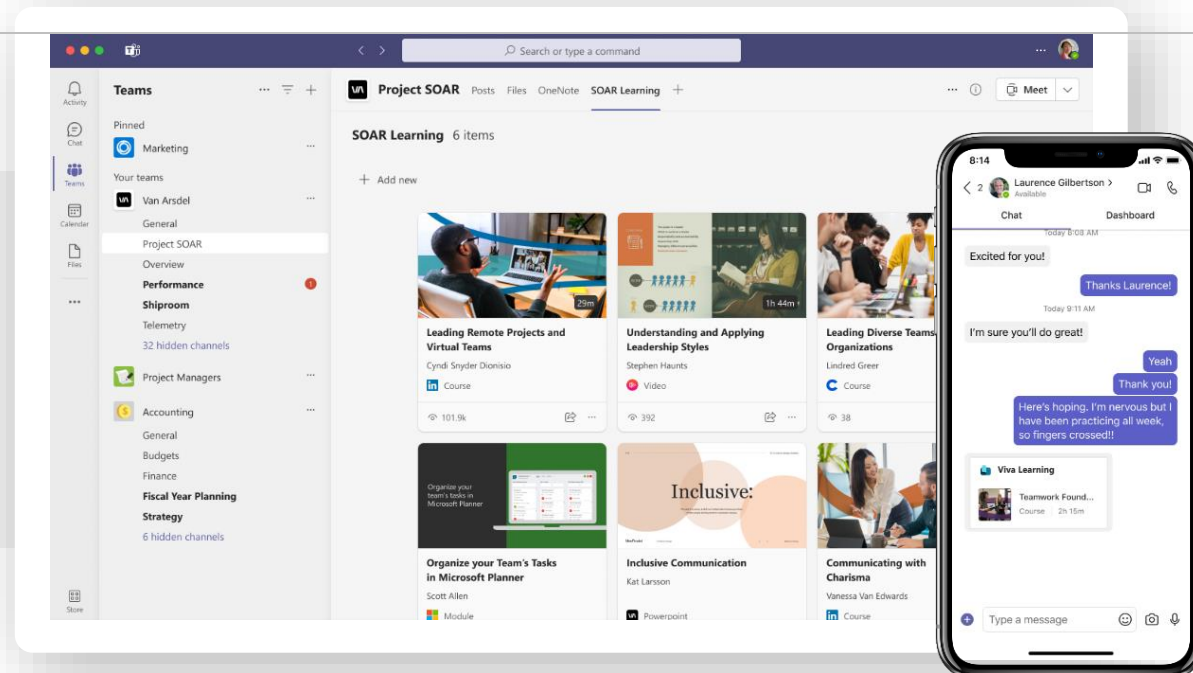 Search or type a command
Activity
Chat
Teams
Calendar
Files
Store
Teams
Pinned
Marketing
Your teams
Van Arsdel
General
Project SOAR
Overview
Performance
1
Shiproom
Telemetry
32 hidden channels
Project Managers
Accounting
General
Budgets
Finance
Fiscal Year Planning
Strategy
6 hidden channels
Project SOAR Posts Files OneNote SOAR Learning
Meet
SOAR Learning 6 items
Add new
29m
Leading Remote Projects and
Virtual Teams
Cyndi Snyder Dionisio
Course
101.9k
1h 44m
Understanding and Applying
Leadership Styles
Stephen Haunts
Video
392
Leading Diverse Teams
Organizations
Lindred Greer
Course
38
Organize your
team's tasks in
Microsoft Planner
Organize your Team's Tasks
in Microsoft Planner
Scott Allen
Module
Inclusive:
Inclusive Communication
Kat Larsson
Powerpoint
Communicating with
Charisma
Vanessa Van Edwards
Course
8:14
2 Laurence Gilbertson
Available
Chat Dashboard
Today 8:08 AM
Excited for you!
Thanks Laurence!
Today 9:11 AM
I'm sure you'll do great!
Yeah
Thank you!
Here's hoping. I'm nervous but I
have been practicing all week,
so fingers crossed!!
Viva Learning
Teamwork Found...
Course 2h 15m
Type a message